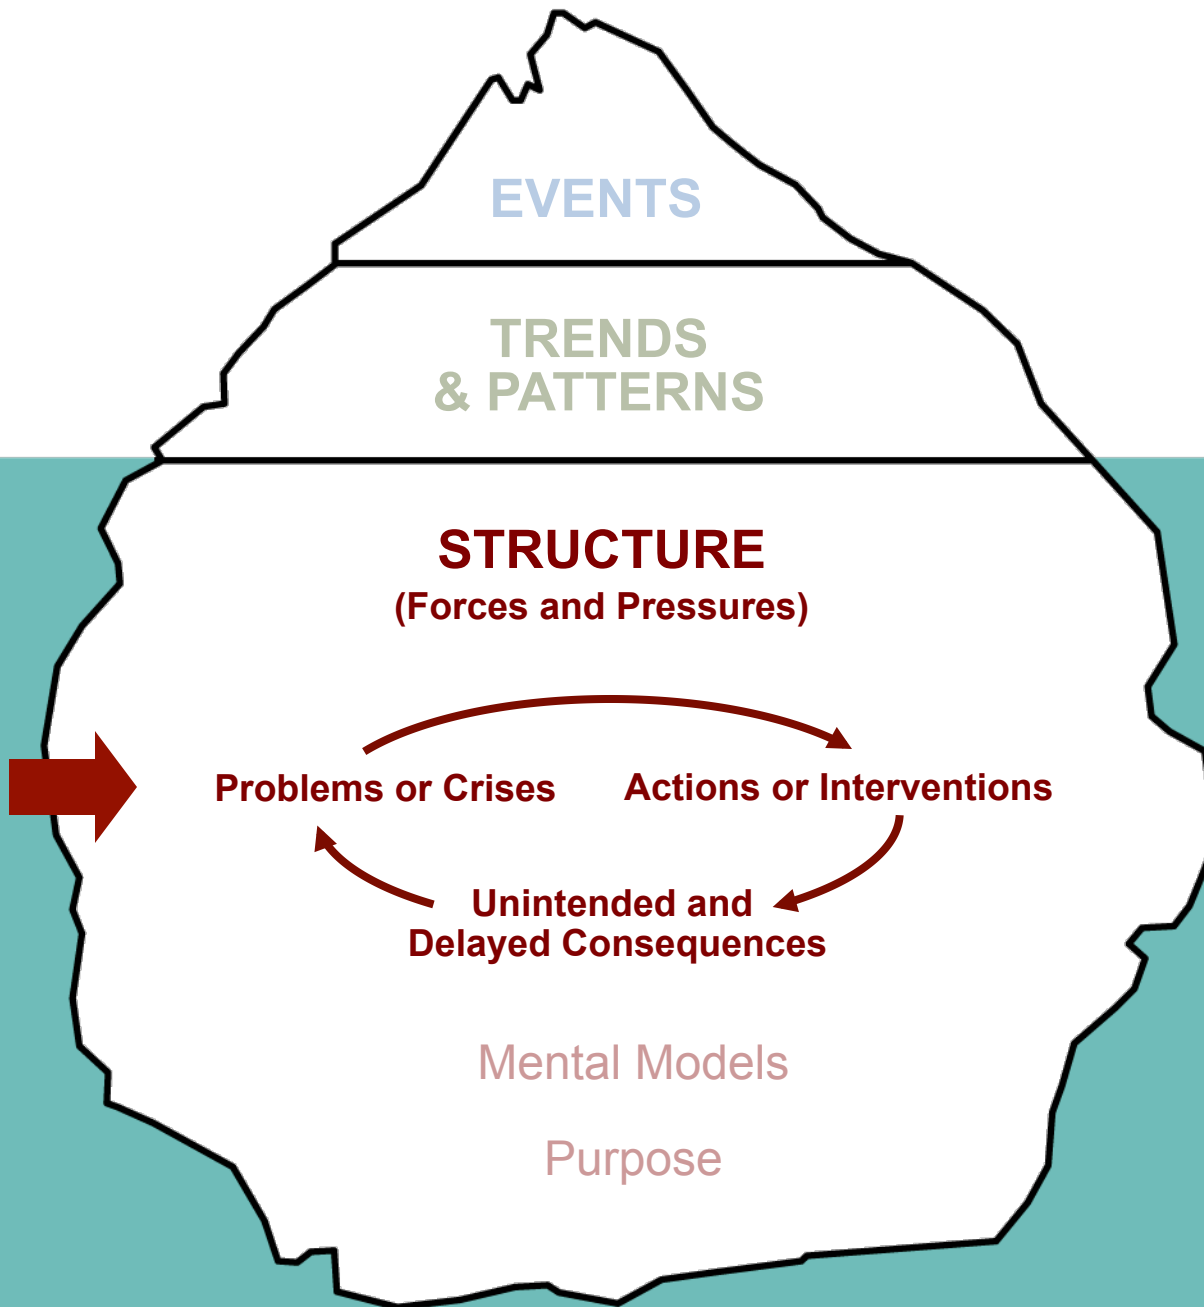 EVENTS
TRENDS
& PATTERNS
STRUCTURE
(Forces and Pressures)
Problems or Crises
Actions or Interventions
Unintended and
Delayed Consequences
Mental Models
Purpose